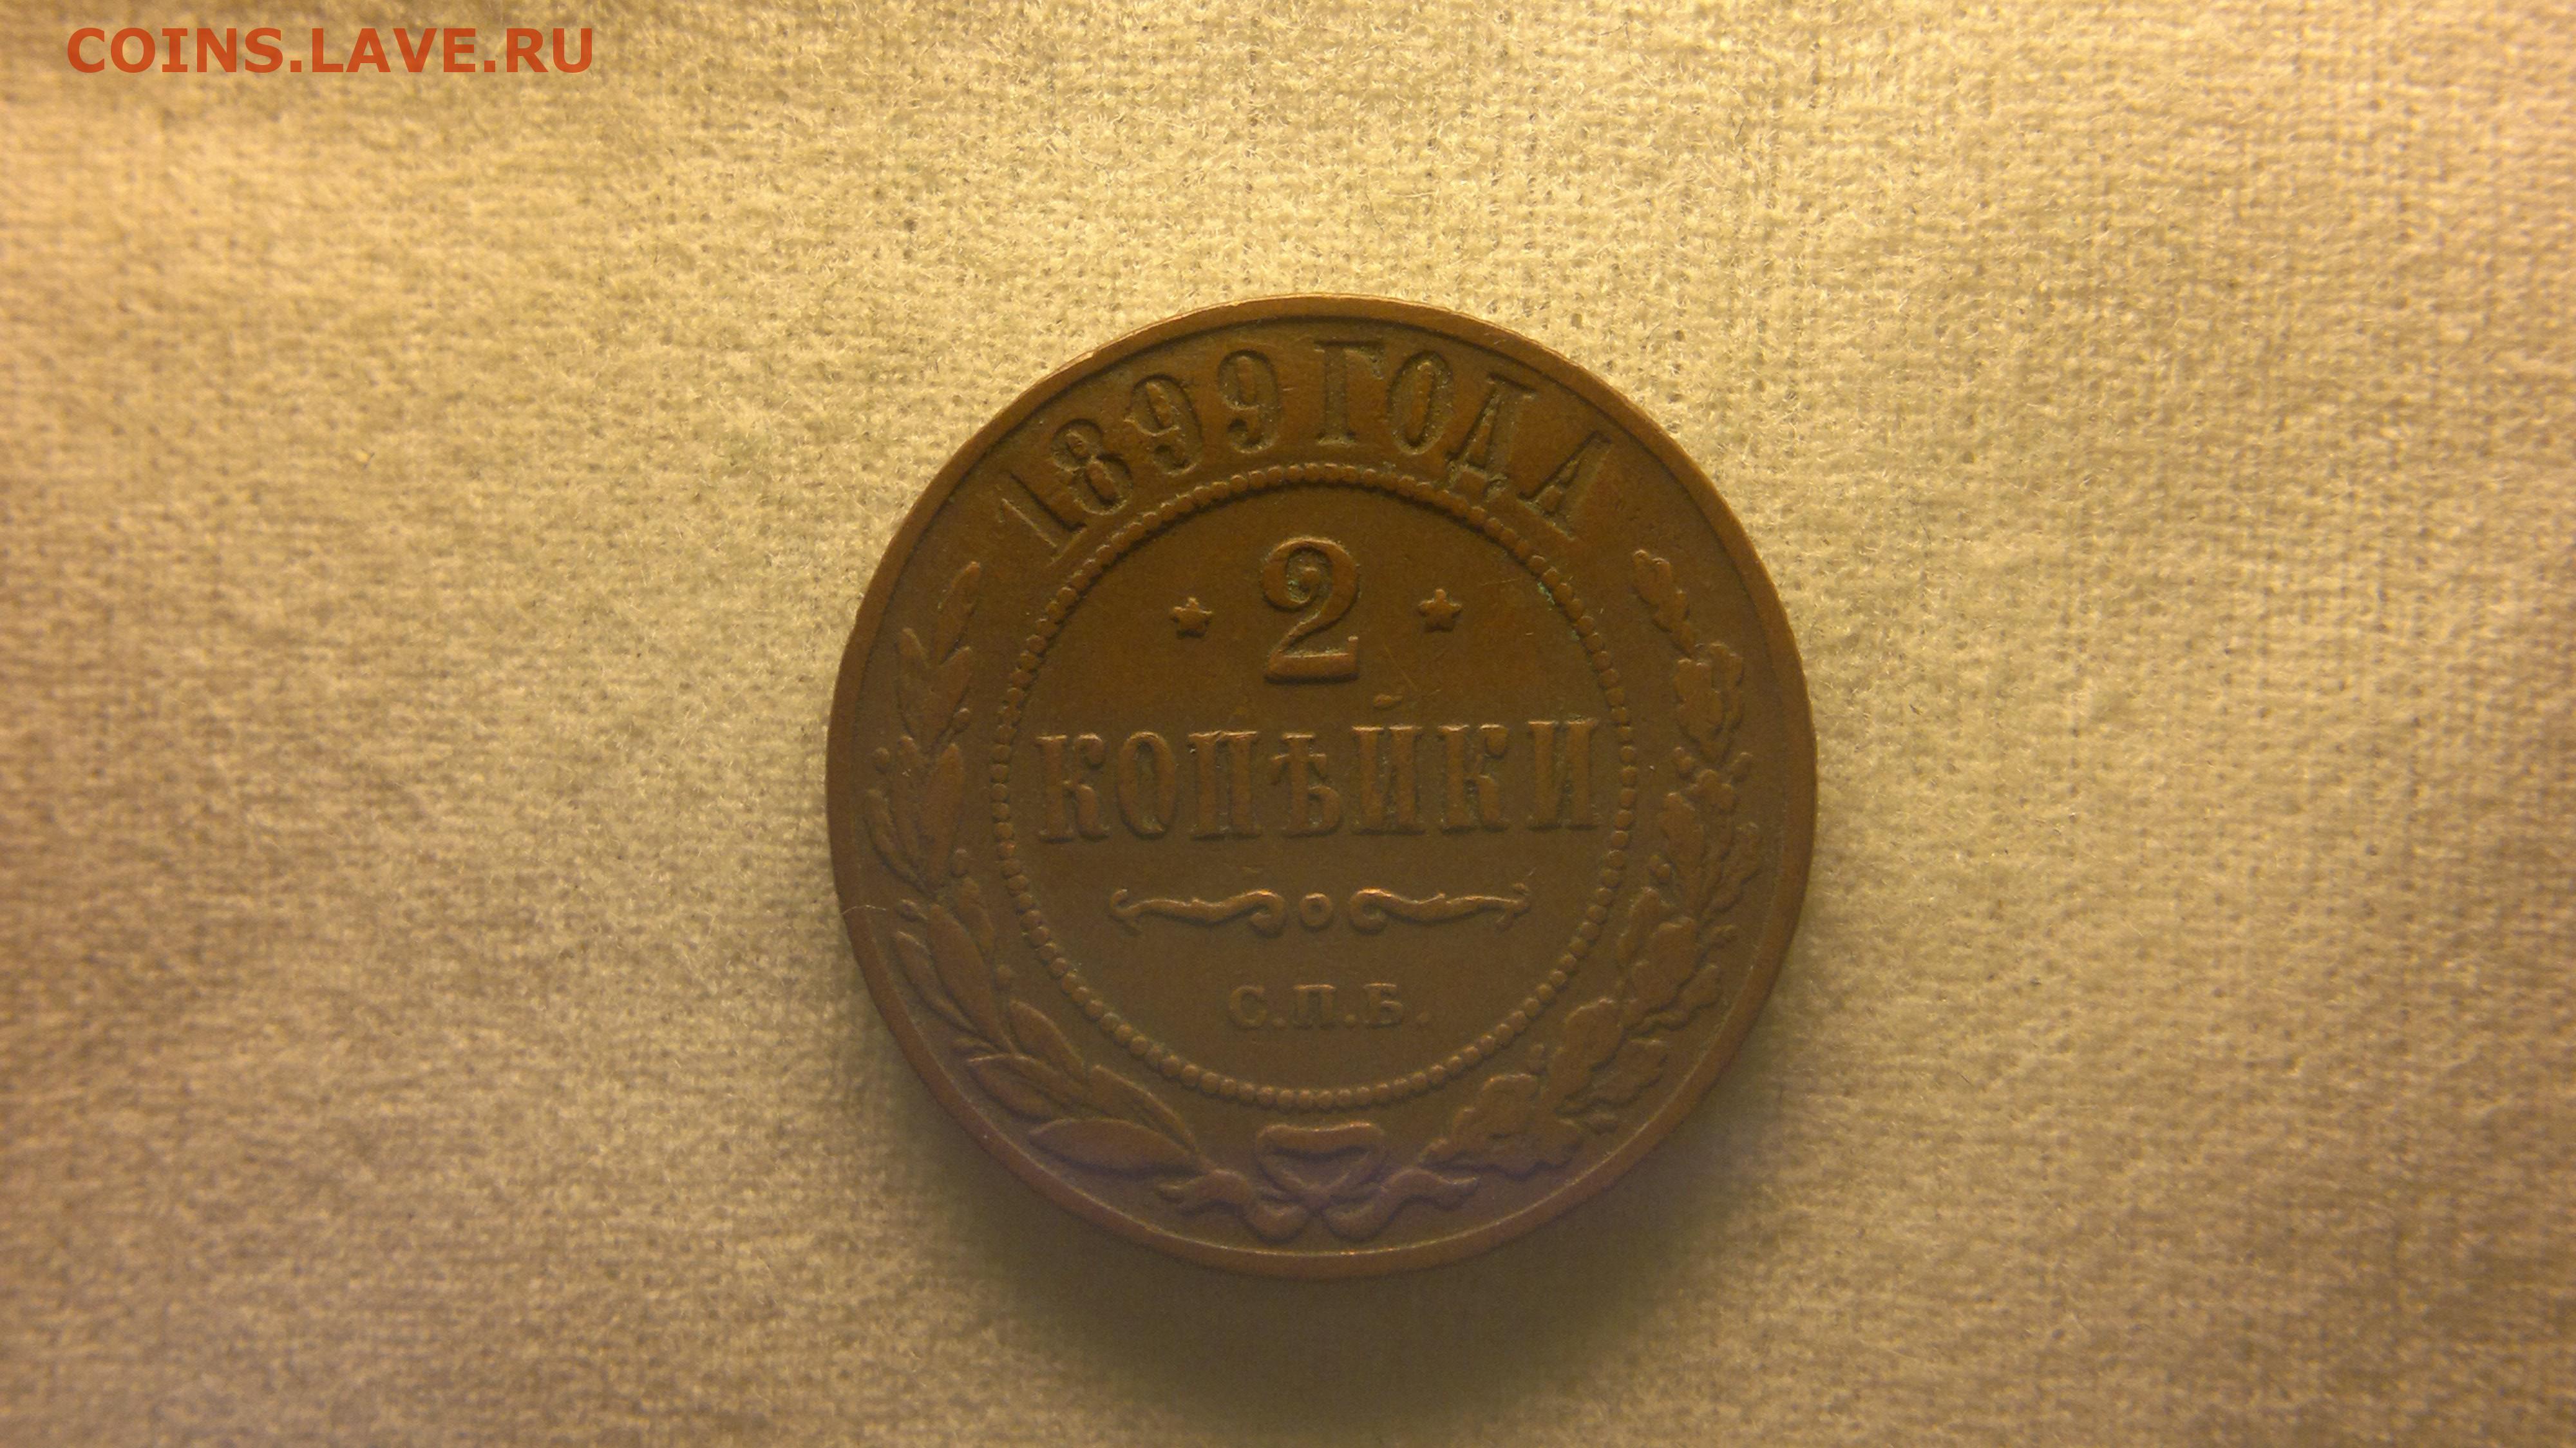 COINS.LAVE.RU
1899 ГОДА
2
КОПѢЙКИ
С.П.Б.